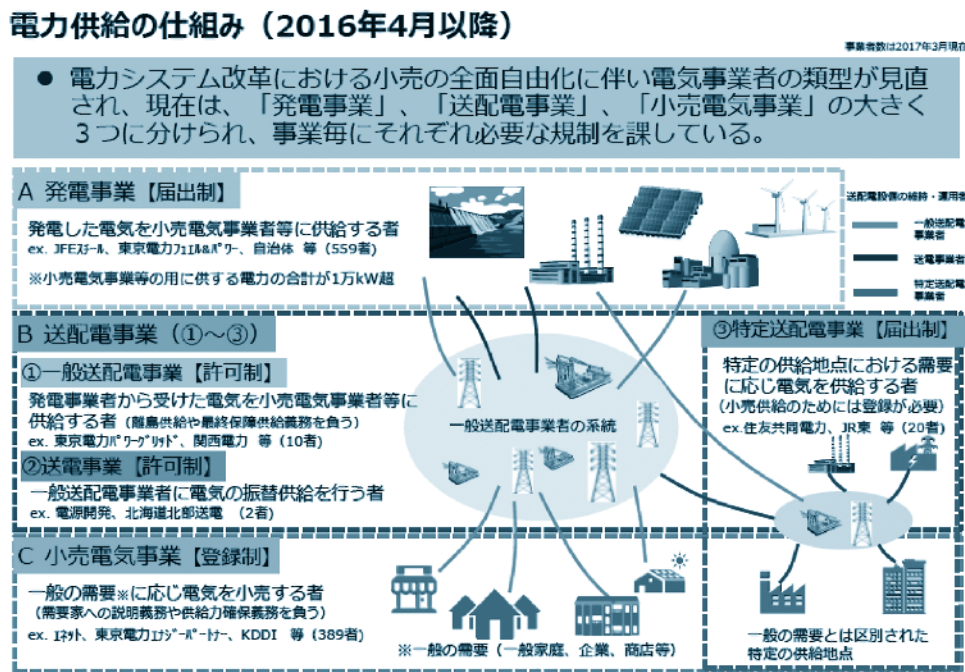 電力供給の仕組み（2016年4月以降）
事業者数は2017年3月現在
● 電力システム改革における小売の全面自由化に伴い電気事業者の類型が見直
され、現在は、「発電事業」、「送配電事業」、「小売電気事業」の大きく
３つに分けられ、事業毎にそれぞれ必要な規制を課している。
A 発電事業【届出制】
発電した電気を小売電気事業者等に供給する者
ex. JFEｽﾁｰﾙ、東京電力ﾌｭｴﾙ&ﾊﾟﾜｰ、自治体 等（559者）
※小売電気事業等の用に供する電力の合計が1万kW超
送配電設備の維持・運用者
一般送配電
事業者
送電事業者
特定送配電
事業者
B 送配電事業（①～③）
①一般送配電事業【許可制】
発電事業者から受けた電気を小売電気事業者等に
供給する者（離島供給や最終保障供給義務を負う）
ex. 東京電力ﾊﾟﾜｰｸﾞﾘｯﾄﾞ、関西電力 等（10者）
②送電事業【許可制】
一般送配電事業者に電気の振替供給を行う者
ex. 電源開発、北海道北部送電 （2者）
一般送配電事業者の系統
③特定送配電事業【届出制】
特定の供給地点における需要
に応じ電気を供給する者
（小売供給のためには登録が必要）
ex.住友共同電力、JR東 等（20者）
C 小売電気事業【登録制】
一般の需要※に応じ電気を小売する者
（需要家への説明義務や供給力確保義務を負う）
ex. ｴﾈｯﾄ、東京電力ｴﾅｼﾞｰﾊﾟｰﾄﾅｰ、KDDI 等（389者）
※一般の需要（一般家庭、企業、商店等）
一般の需要とは区別された
特定の供給地点